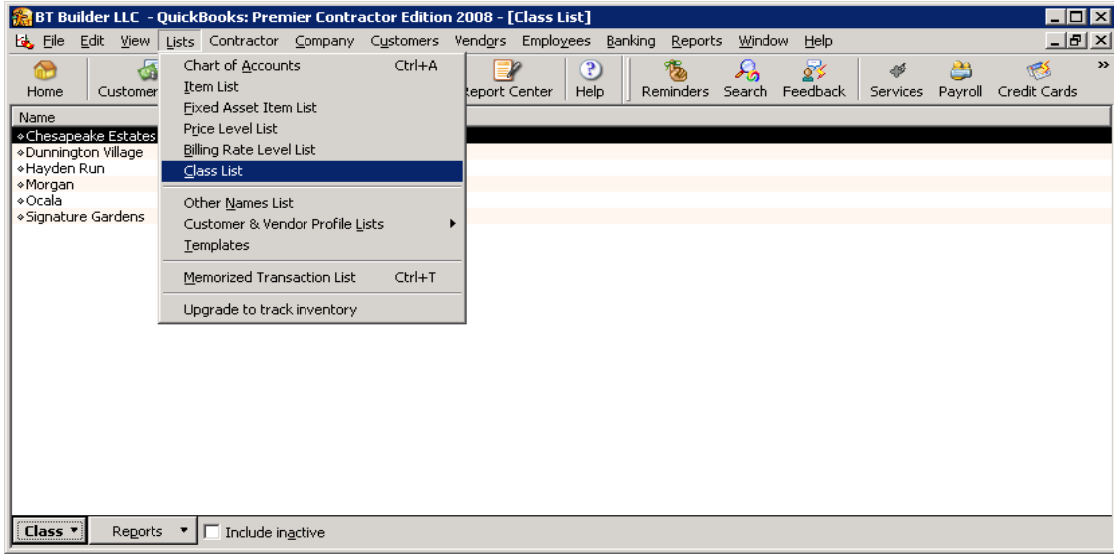 BT Builder LLC - QuickBooks: Premier Contractor Edition 2008 - [Class List]
File Edit View Lists Contractor Company Customers Vendors Employees Banking Reports Window Help
Home Customer Report Center Help Reminders Search Feedback Services Payroll Credit Cards »
Name
Chesapeake Estates
Dunnington Village
Hayden Run
Morgan
Ocala
Signature Gardens
Chart of Accounts Ctrl+A
Item List
Fixed Asset Item List
Price Level List
Billing Rate Level List
Class List
Other Names List
Customer & Vendor Profile Lists
Templates
Memorized Transaction List Ctrl+T
Upgrade to track inventory
Class Reports Include inactive